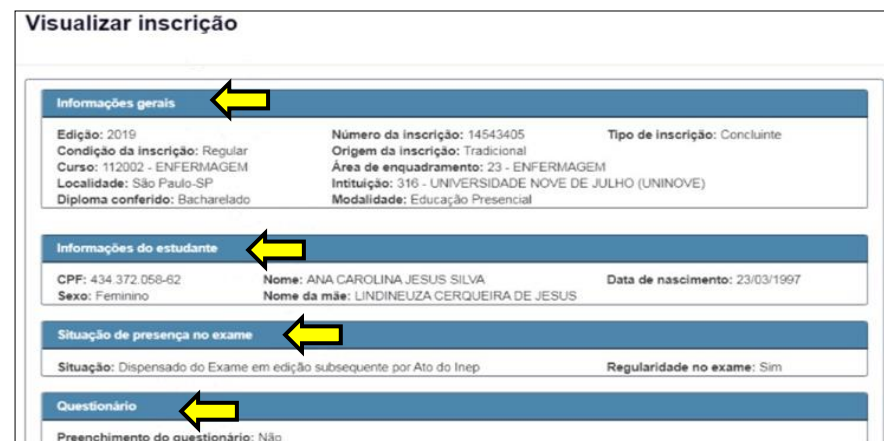 Visualizar inscrição
Informações gerais
Edição: 2019 Número da inscrição: 14543405 Tipo de inscrição: Concluinte
Condição da inscrição: Regular Origem da inscrição: Tradicional
Curso: 112002 - ENFERMAGEM Área de enquadramento: 23 - ENFERMAGEM
Localidade: São Paulo-SP Intituição: 316 - UNIVERSIDADE NOVE DE JULHO (UNINOVE)
Diploma conferido: Bacharelado Modalidade: Educação Presencial
Informações do estudante
CPF: 434.372.058-62 Nome: ANA CAROLINA JESUS SILVA Data de nascimento: 23/03/1997
Sexo: Feminino Nome da mãe: LINDINEUZA CERQUEIRA DE JESUS
Situação de presença no exame
Situação: Dispensado do Exame em edição subsequente por Ato do Inep Regularidade no exame: Sim
Questionário
Preenchimento do questionário: Não